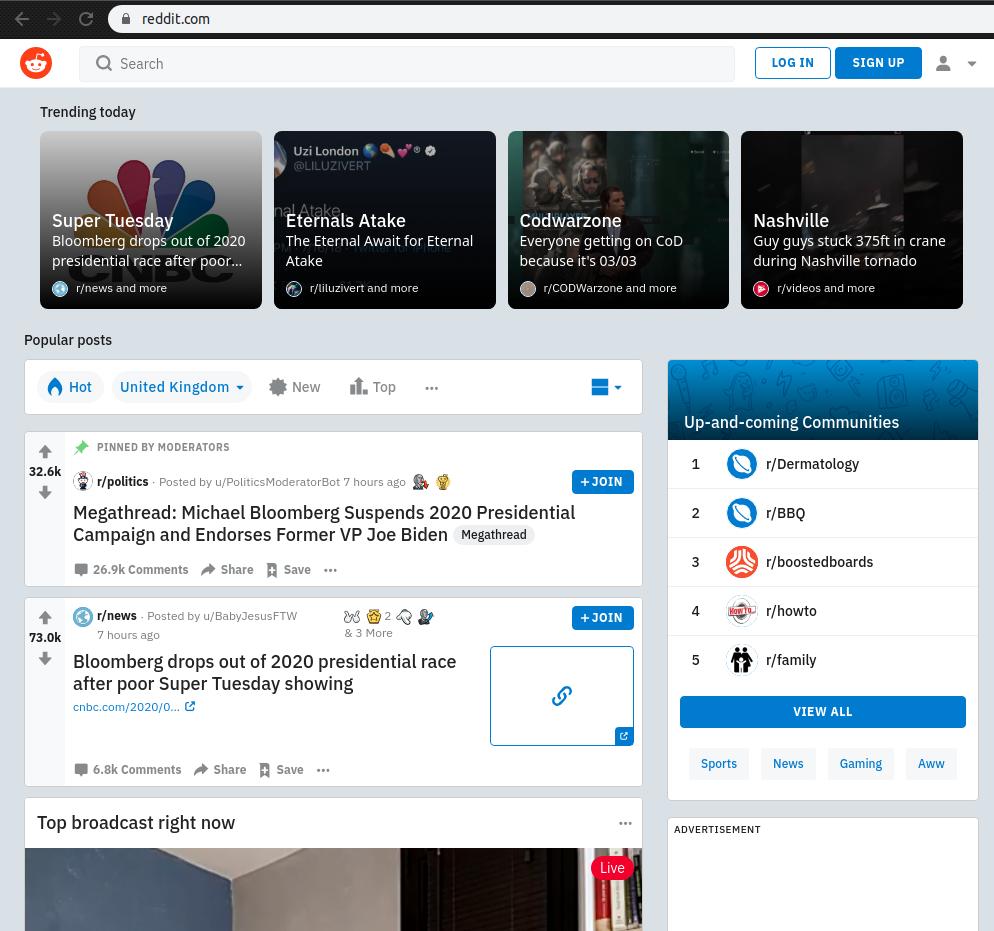 reddit.com
Search
LOG IN
SIGN UP
Trending today
Uzi London
@LILUZIVERT
Super Tuesday
Bloomberg drops out of 2020
presidential race after poor...
r/news and more
Eternals Atake
The Eternal Await for Eternal
Atake
r/liluzivert and more
Codwarzone
Everyone getting on CoD
because it's 03/03
r/CODWarzone and more
Nashville
Guy guys stuck 375ft in crane
during Nashville tornado
r/videos and more
Popular posts
Hot
United Kingdom
New
Top
PINNED BY MODERATORS
32.6k
r/politics · Posted by u/PoliticsModeratorBot 7 hours ago
+ JOIN
Megathread: Michael Bloomberg Suspends 2020 Presidential
Campaign and Endorses Former VP Joe Biden Megathread
26.9k Comments Share Save
73.0k
r/news · Posted by u/BabyJesusFTW
7 hours ago
2
& 3 More
+ JOIN
Bloomberg drops out of 2020 presidential race
after poor Super Tuesday showing
cnbc.com/2020/0...
6.8k Comments Share Save
Top broadcast right now
Live
Up-and-coming Communities
1 r/Dermatology
2 r/BBQ
3 r/boostedboards
4 r/howto
5 r/family
VIEW ALL
Sports News Gaming Aww
ADVERTISEMENT